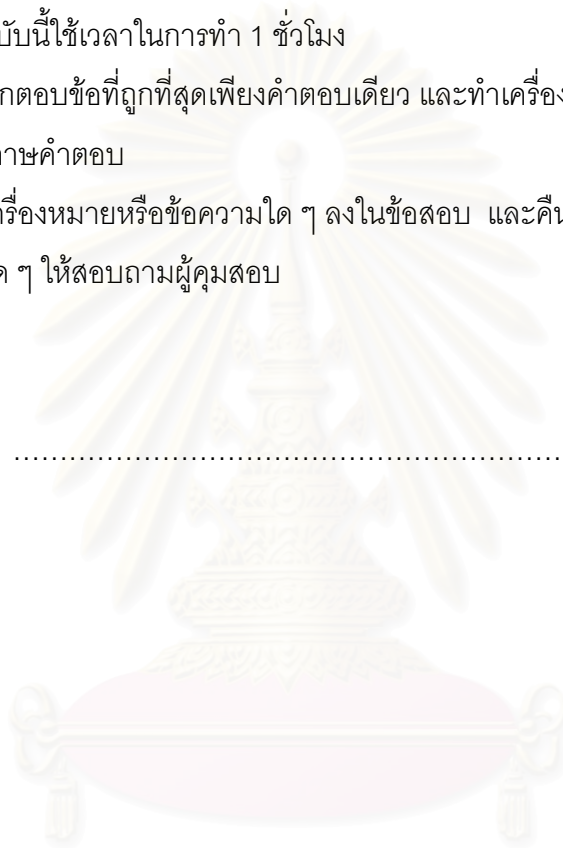 บับนี้ใช้เวลาในการทำ 1 ชั่วโมง
กตอบข้อที่ถูกที่สุดเพียงคำตอบเดียว และทำเครื่อง
าษคำตอบ
รื่องหมายหรือข้อความใด ๆ ลงในข้อสอบ และคืน
ด ๆ ให้สอบถามผู้คุมสอบ
………………………………………………………